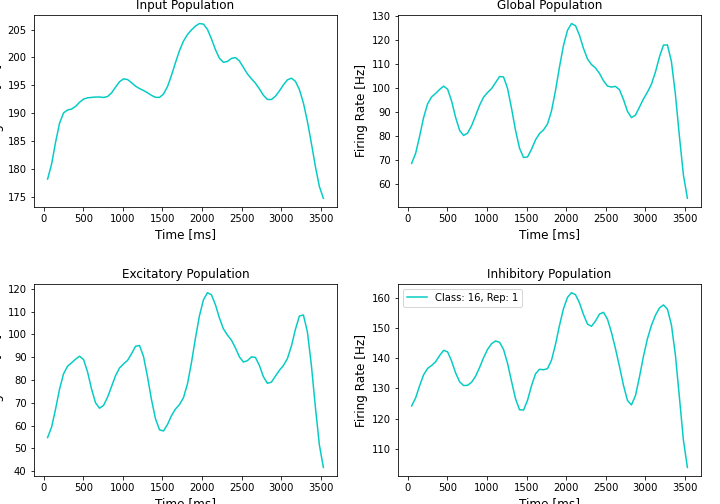 Input Population
205
200
195
190
185
180
175
0 500 1000 1500 2000 2500 3000 3500
Time [ms]
Global Population
Firing Rate [Hz]
130
120
110
100
90
80
70
60
0 500 1000 1500 2000 2500 3000 3500
Time [ms]
Excitatory Population
120
110
100
90
80
70
60
50
40
0 500 1000 1500 2000 2500 3000 3500
Time [ms]
Inhibitory Population
Class: 16, Rep: 1
Firing Rate [Hz]
160
150
140
130
120
110
0 500 1000 1500 2000 2500 3000 3500
Time [ms]